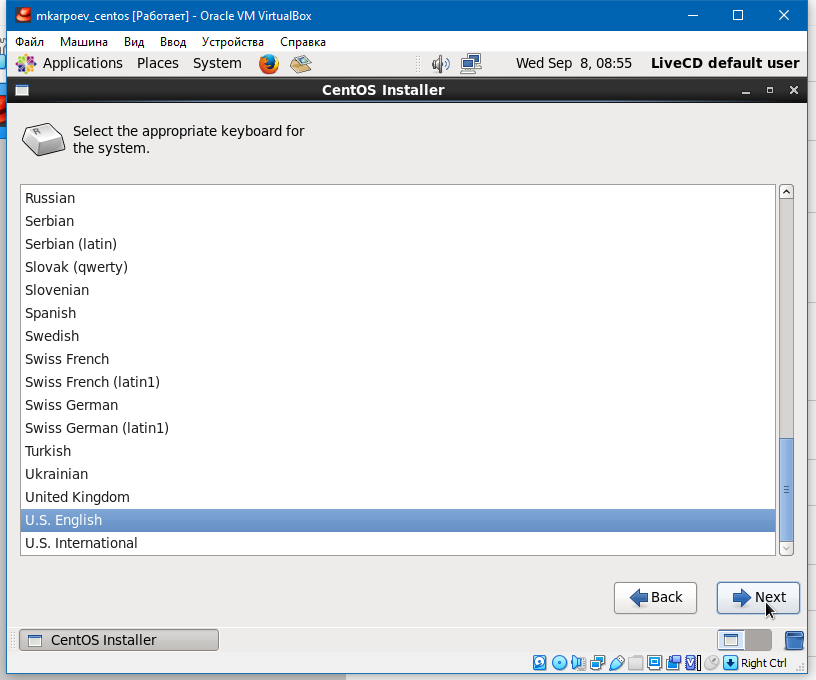 mkarpoev_centos [Работает] - Oracle VM VirtualBox
Файл Машина Вид Ввод Устройства Справка
Applications Places System Wed Sep 8, 08:55 LiveCD default user
CentOS Installer
Select the appropriate keyboard for
the system.
Russian
Serbian
Serbian (latin)
Slovak (qwerty)
Slovenian
Spanish
Swedish
Swiss French
Swiss French (latin1)
Swiss German
Swiss German (latin1)
Turkish
Ukrainian
United Kingdom
U.S. English
U.S. International
Back Next
CentOS Installer
Right Ctrl